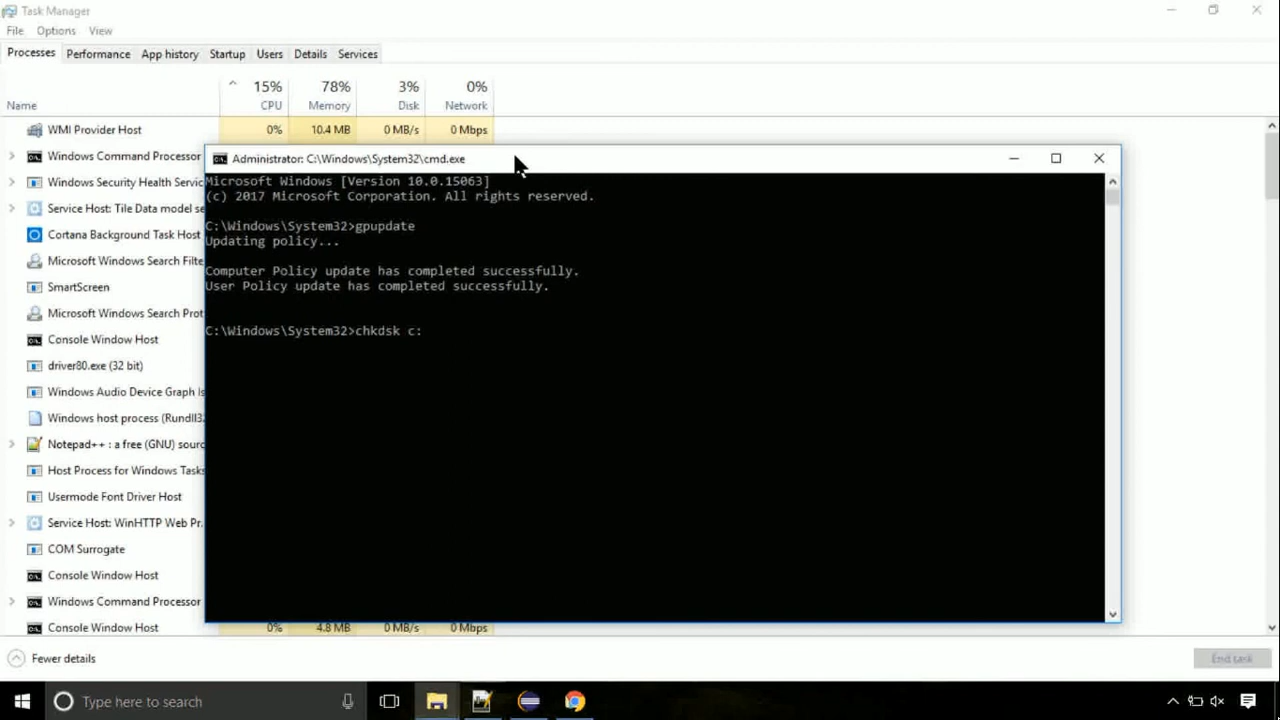 Task Manager
File Options View
Processes Performance App history Startup Users Details Services
15% 78% 3% 0%
Name CPU Memory Disk Network
WMI Provider Host 0% 10.4 MB 0 MB/s 0 Mbps
Windows Command Processor
Windows Security Health Servic
Service Host: Tile Data model se
Cortana Background Task Host
Microsoft Windows Search Filte
SmartScreen
Microsoft Windows Search Prot
Console Window Host
driver80.exe (32 bit)
Windows Audio Device Graph Is
Windows host process (Rundll32
Notepad++ : a free (GNU) sourc
Host Process for Windows Tasks
Usermode Font Driver Host
Service Host: WinHTTP Web Pr.
COM Surrogate
Console Window Host
Windows Command Processor
Console Window Host 0% 4.8 MB 0 MB/s 0 Mbps
Administrator: C:\Windows\System32\cmd.exe
Microsoft Windows [Version 10.0.15063]
(c) 2017 Microsoft Corporation. All rights reserved.
C:\Windows\System32>gpupdate
Updating policy...
Computer Policy update has completed successfully.
User Policy update has completed successfully.
C:\Windows\System32>chkdsk c:
Fewer details
End task
Type here to search